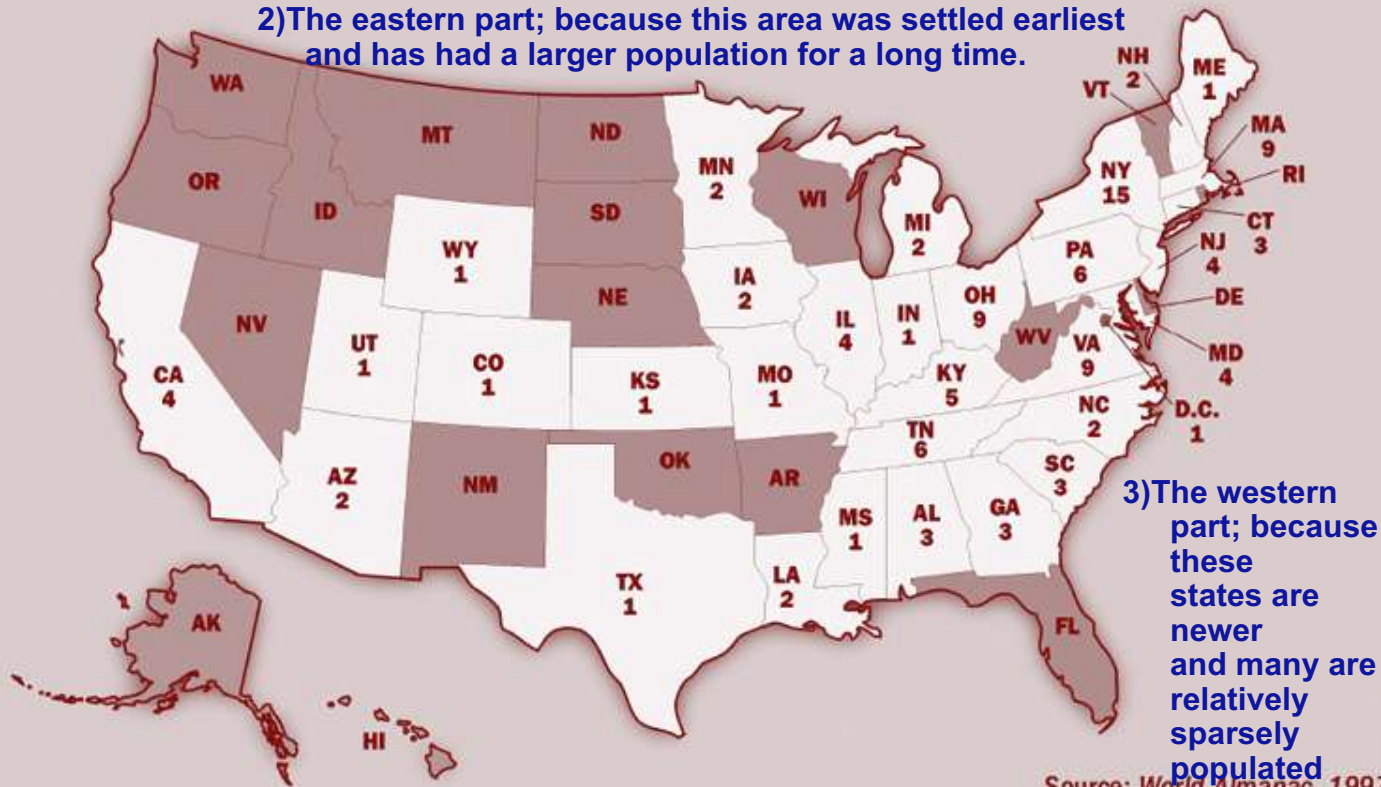 2)The eastern part; because this area was settled earliest
and has had a larger population for a long time.
WA
OR
ID
MT
ND
SD
NE
WY
1
NV
CA
4
UT
1
CO
1
AZ
2
NM
KS
1
OK
TX
1
MN
2
IA
2
MO
1
AR
LA
2
WI
IL
4
MI
2
IN
1
OH
9
KY
5
TN
6
MS
1
AL
3
GA
3
FL
SC
3
NC
2
VA
9
WV
PA
6
NY
15
VT
NH
2
ME
1
MA
9
RI
CT
3
NJ
4
DE
MD
4
D.C.
1
AK
HI
3)The western
part; because
these
states are
newer
and many are
relatively
sparsely
populated
Source: World Almanac, 1997